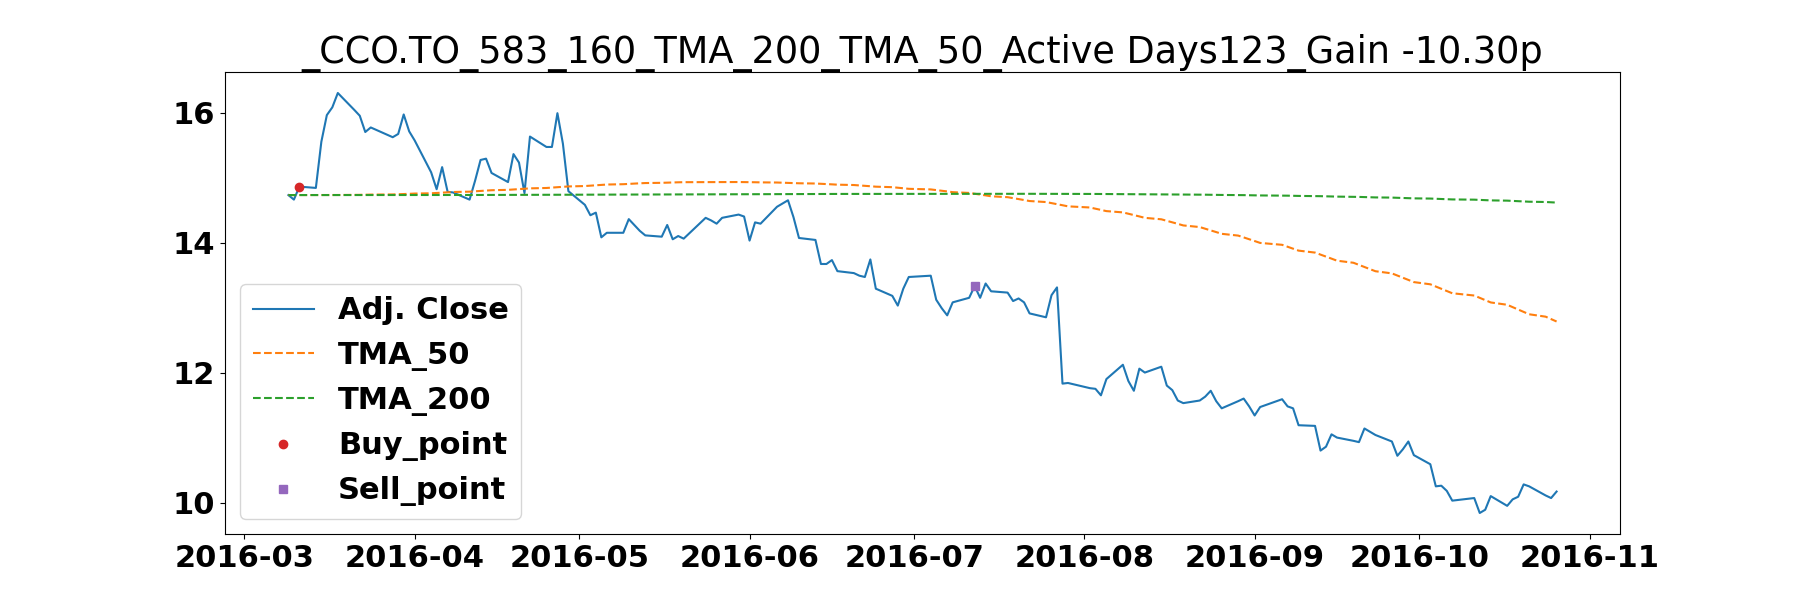 _CCO.TO_583_160_TMA_200_TMA_50_Active Days123_Gain -10.30p
16
14
12
10
Adj. Close
TMA_50
TMA_200
Buy_point
Sell_point
2016-03 2016-04 2016-05 2016-06 2016-07 2016-08 2016-09 2016-10 2016-11